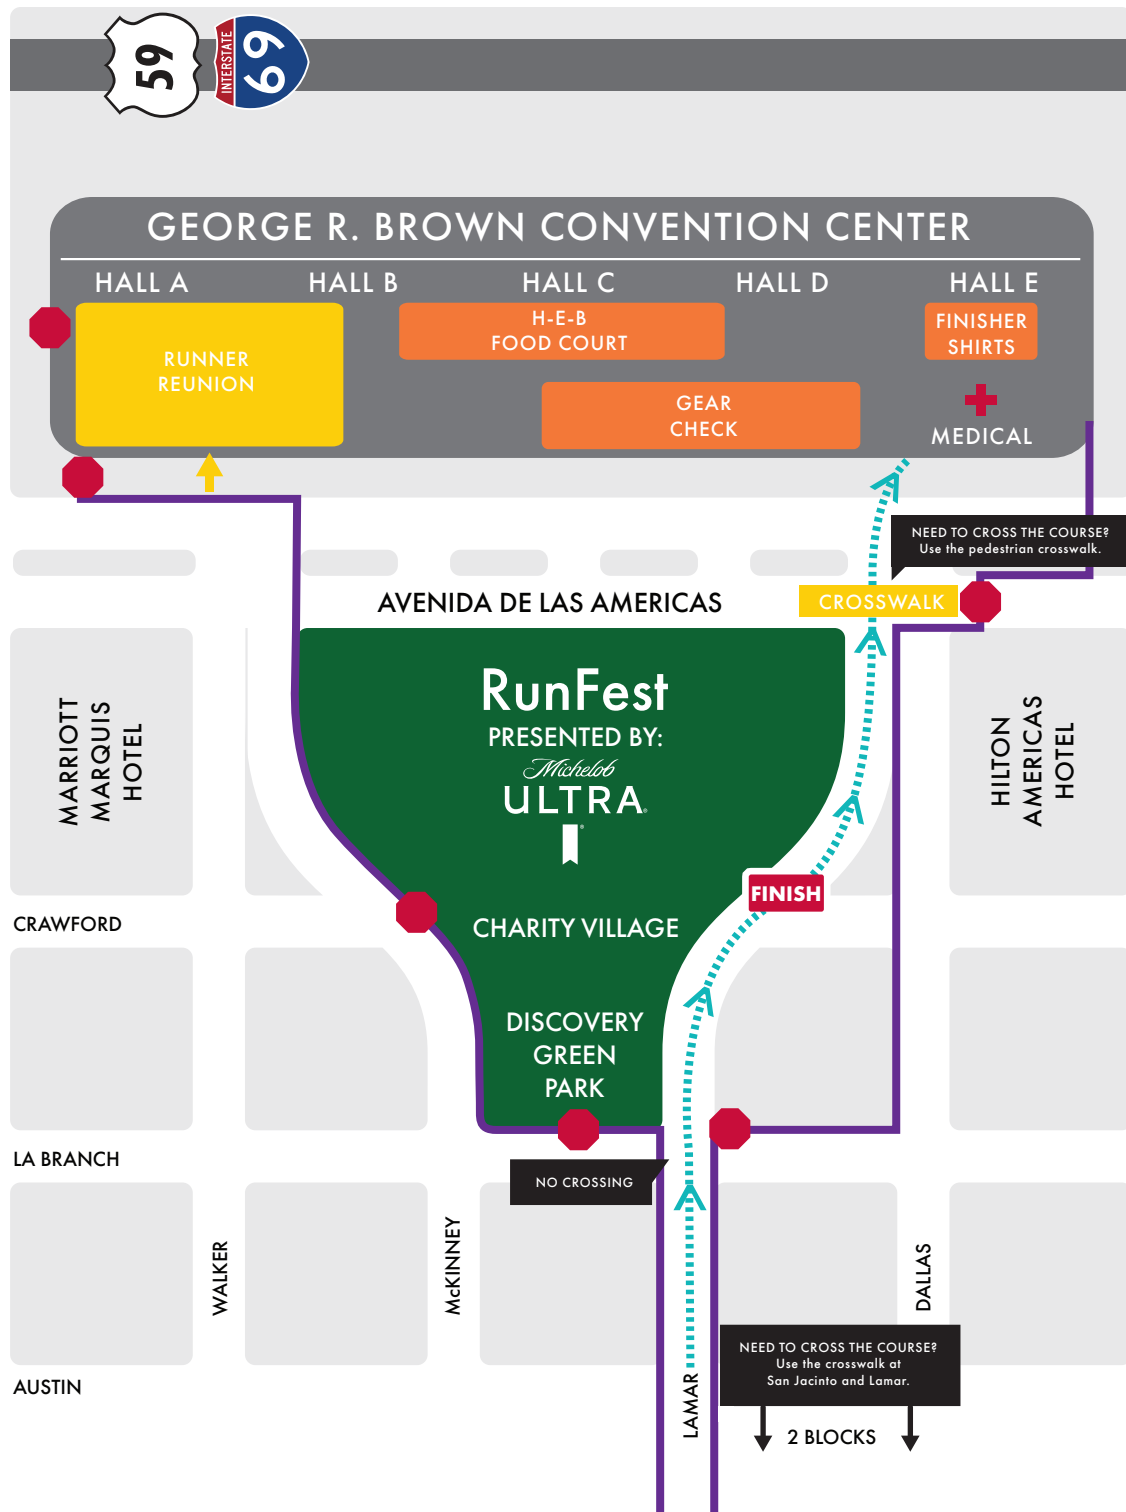 59
INTERSTATE
69
GEORGE R. BROWN CONVENTION CENTER
HALL A
HALL B
HALL C
HALL D
HALL E
RUNNER
REUNION
H-E-B
FOOD COURT
GEAR
CHECK
FINISHER
SHIRTS
MEDICAL
NEED TO CROSS THE COURSE?
Use the pedestrian crosswalk.
AVENIDA DE LAS AMERICAS
CROSSWALK
MARRIOTT
MARQUIS
HOTEL
RunFest
PRESENTED BY:
Michelob
ULTRA®
HILTON
AMERICAS
HOTEL
FINISH
CRAWFORD
CHARITY VILLAGE
DISCOVERY
GREEN
PARK
LA BRANCH
NO CROSSING
WALKER
McKINNEY
LAMAR
DALLAS
NEED TO CROSS THE COURSE?
Use the crosswalk at
San Jacinto and Lamar.
AUSTIN
2 BLOCKS